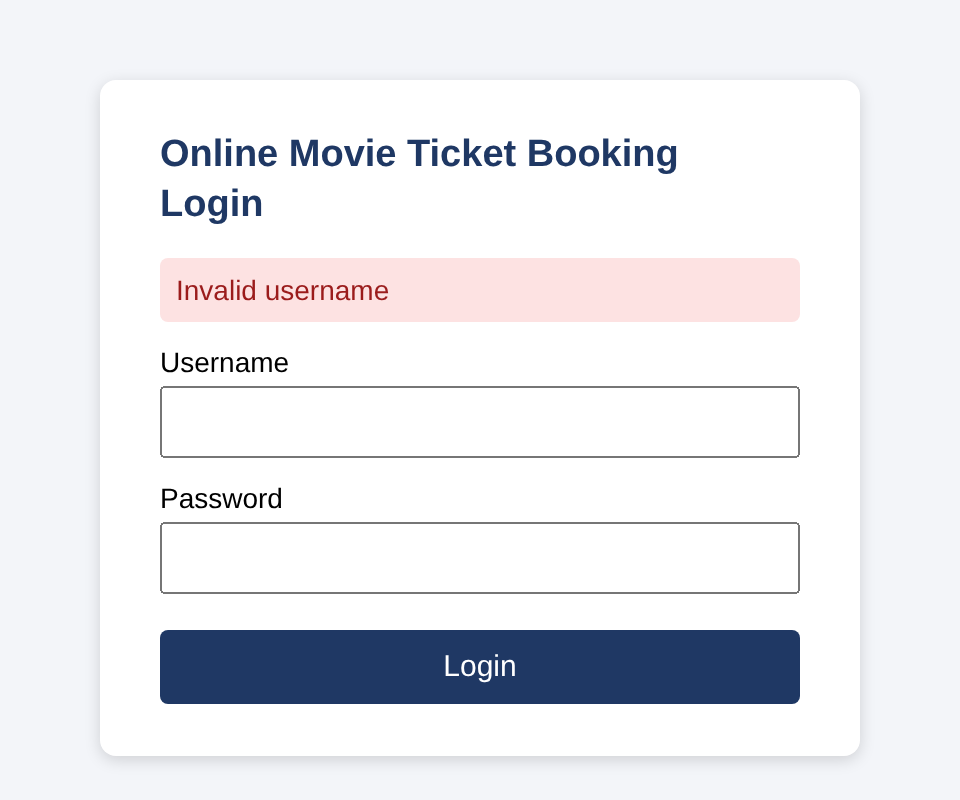 Online Movie Ticket Booking
Login
Invalid username
Username
Password
Login